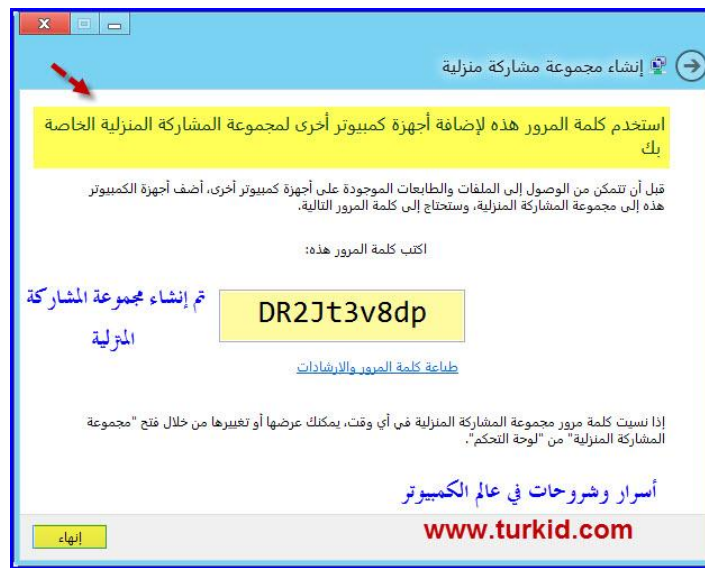 إنشاء مجموعة مشاركة منزلية
استخدم كلمة المرور هذه لإضافة أجهزة كمبيوتر أخرى لمجموعة المشاركة المنزلية الخاصة
بك
قبل أن تتمكن من الوصول إلى الملفات والطابعات الموجودة على أجهزة كمبيوتر أخرى، أضف أجهزة الكمبيوتر
هذه إلى مجموعة المشاركة المنزلية، وستحتاج إلى كلمة المرور التالية.
اكتب كلمة المرور هذه:
DR2Jt3v8dp
تم إنشاء مجموعة المشاركة
المنزلية
طباعة كلمة المرور والإرشادات
إذا نسيت كلمة مرور مجموعة المشاركة المنزلية في أي وقت، يمكنك عرضها أو تغييرها من خلال فتح "مجموعة
المشاركة المنزلية" من "لوحة التحكم".
أسرار وشروحات في عالم الكمبيوتر
www.turkid.com
إنهاء